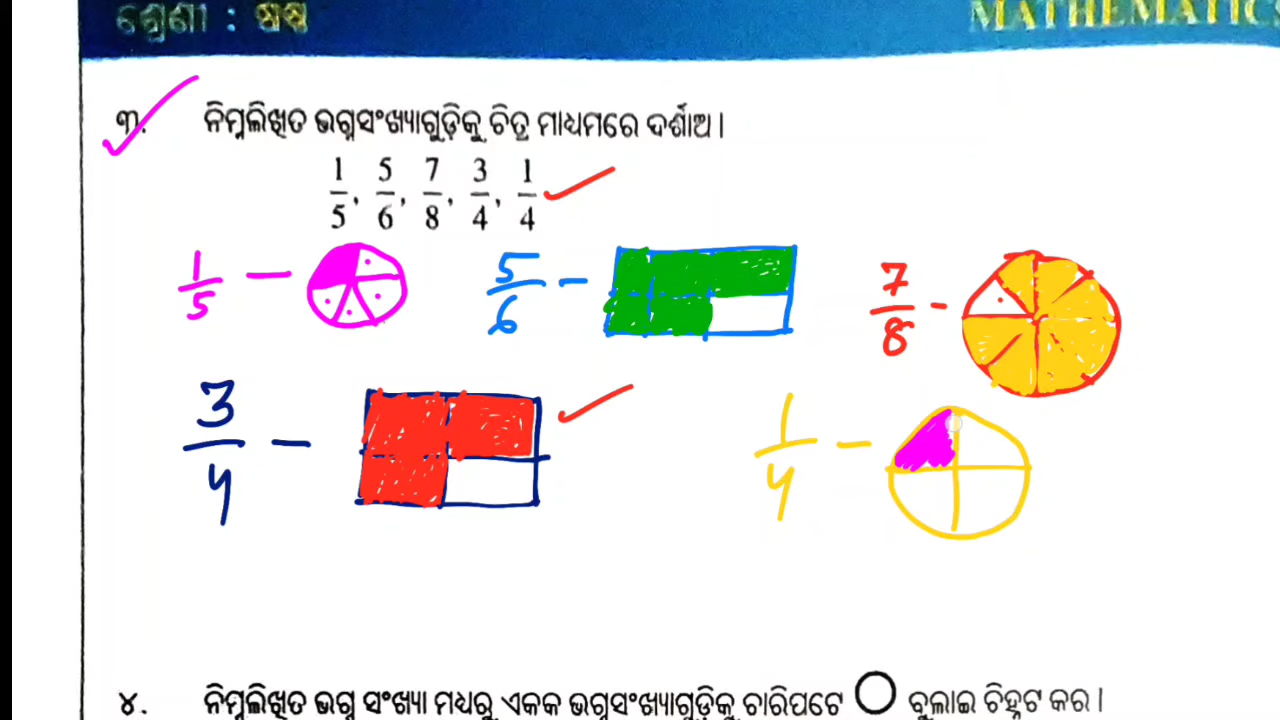 ଶ୍ରେଣୀ : ଷଷ୍ଠ MATHEMATICS
୩. ନିମ୍ନଲିଖିତ ଭଗ୍ନସଂଖ୍ୟାଗୁଡ଼ିକୁ ଚିତ୍ର ମାଧ୍ୟମରେ ଦର୍ଶାଅ ।
1/5, 5/6, 7/8, 3/4, 1/4
1/5 – 5/6 – 7/8 -
3/4 – 1/4 –
୪. ନିମ୍ନଲିଖିତ ଭଗ୍ନ ସଂଖ୍ୟା ମଧ୍ୟରୁ ଏକକ ଭଗ୍ନସଂଖ୍ୟାଗୁଡ଼ିକୁ ଚାରିପଟେ ◯ ବୁଲାଇ ଚିହ୍ନଟ କର ।